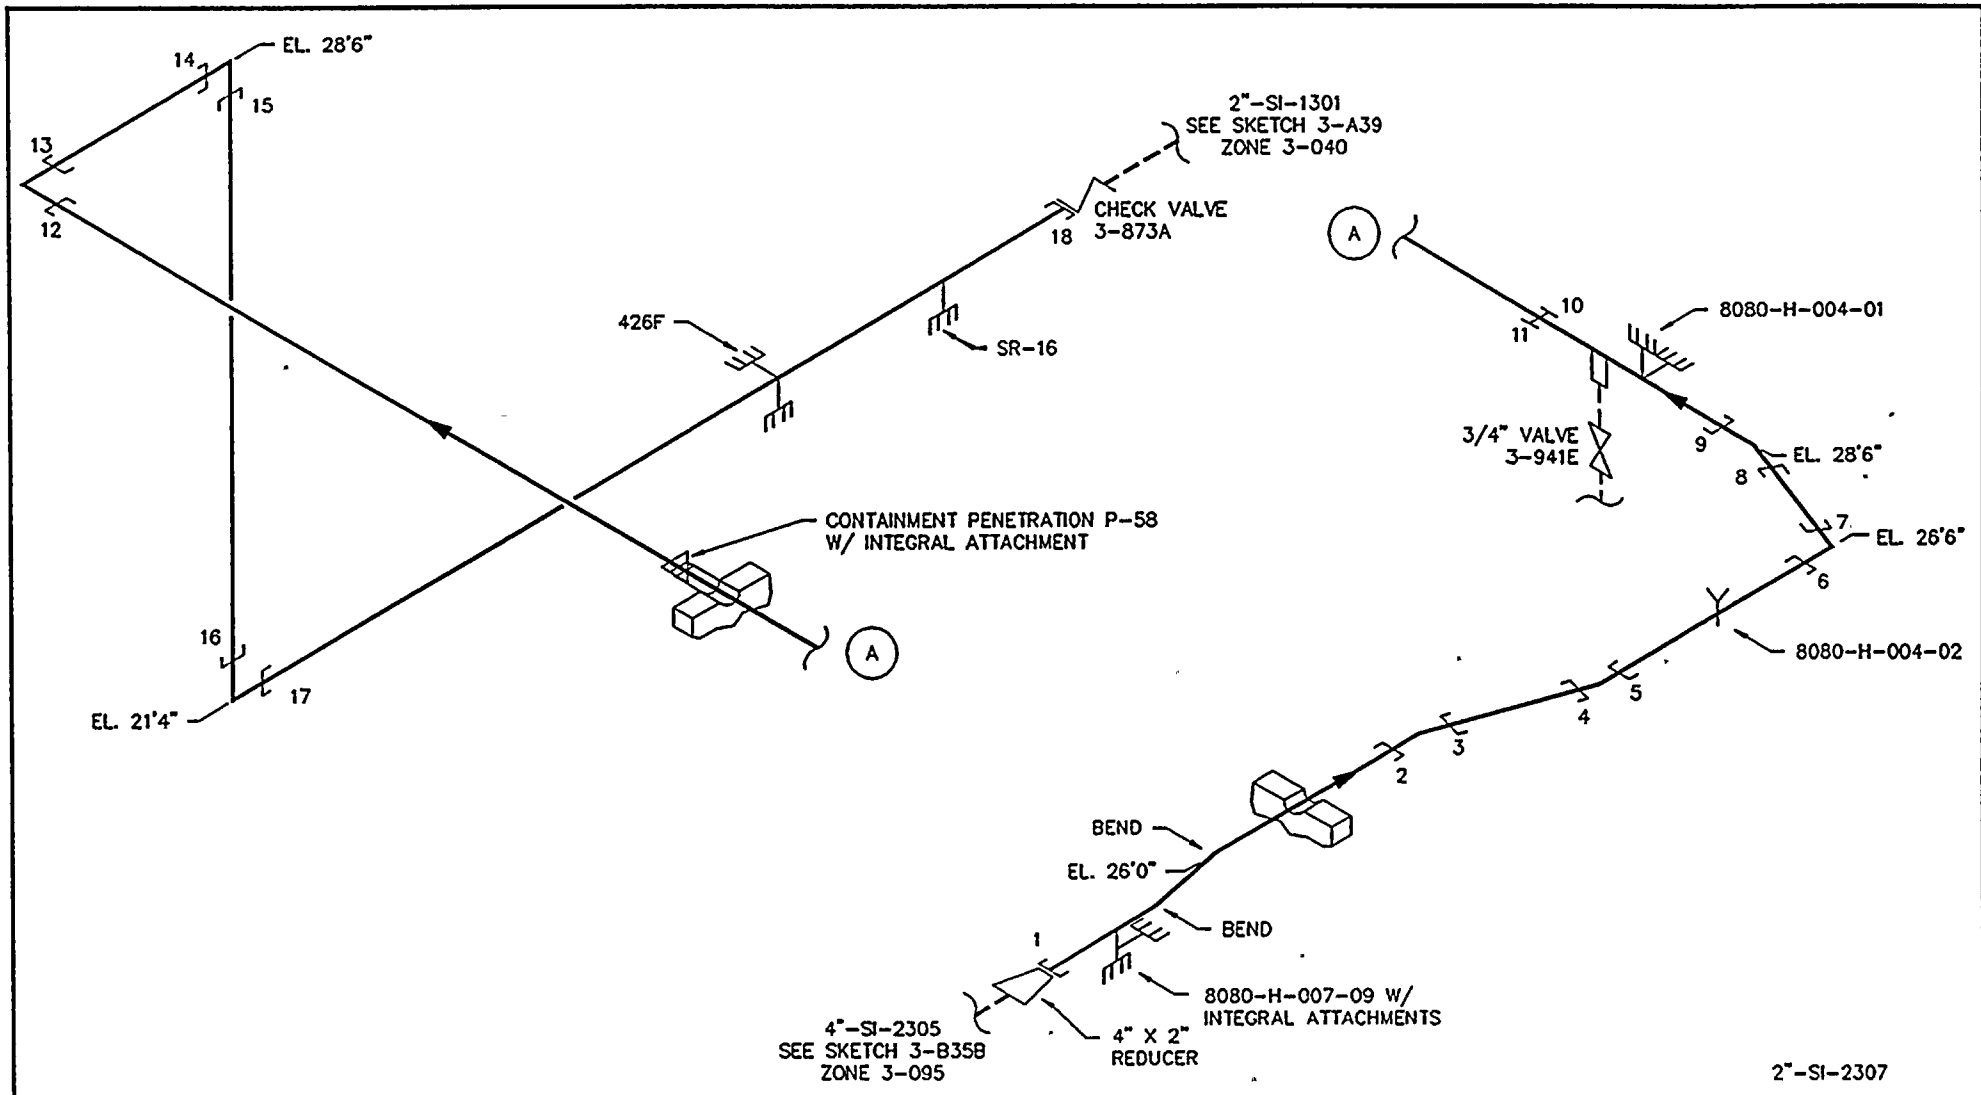 14
EL. 28'6"
15
13
12
2"-SI-1301
SEE SKETCH 3-A39
ZONE 3-040
CHECK VALVE
3-873A
18
426F
SR-16
CONTAINMENT PENETRATION P-58
W/ INTEGRAL ATTACHMENT
16
17
EL. 21'4"
A
A
10
11
8080-H-004-01
3/4" VALVE
3-941E
9
EL. 28'6"
8
7
EL. 26'6"
6
8080-H-004-02
5
4
3
2
BEND
EL. 26'0"
BEND
1
8080-H-007-09 W/
INTEGRAL ATTACHMENTS
4" X 2"
REDUCER
4"-SI-2305
SEE SKETCH 3-B35B
ZONE 3-095
2"-SI-2307